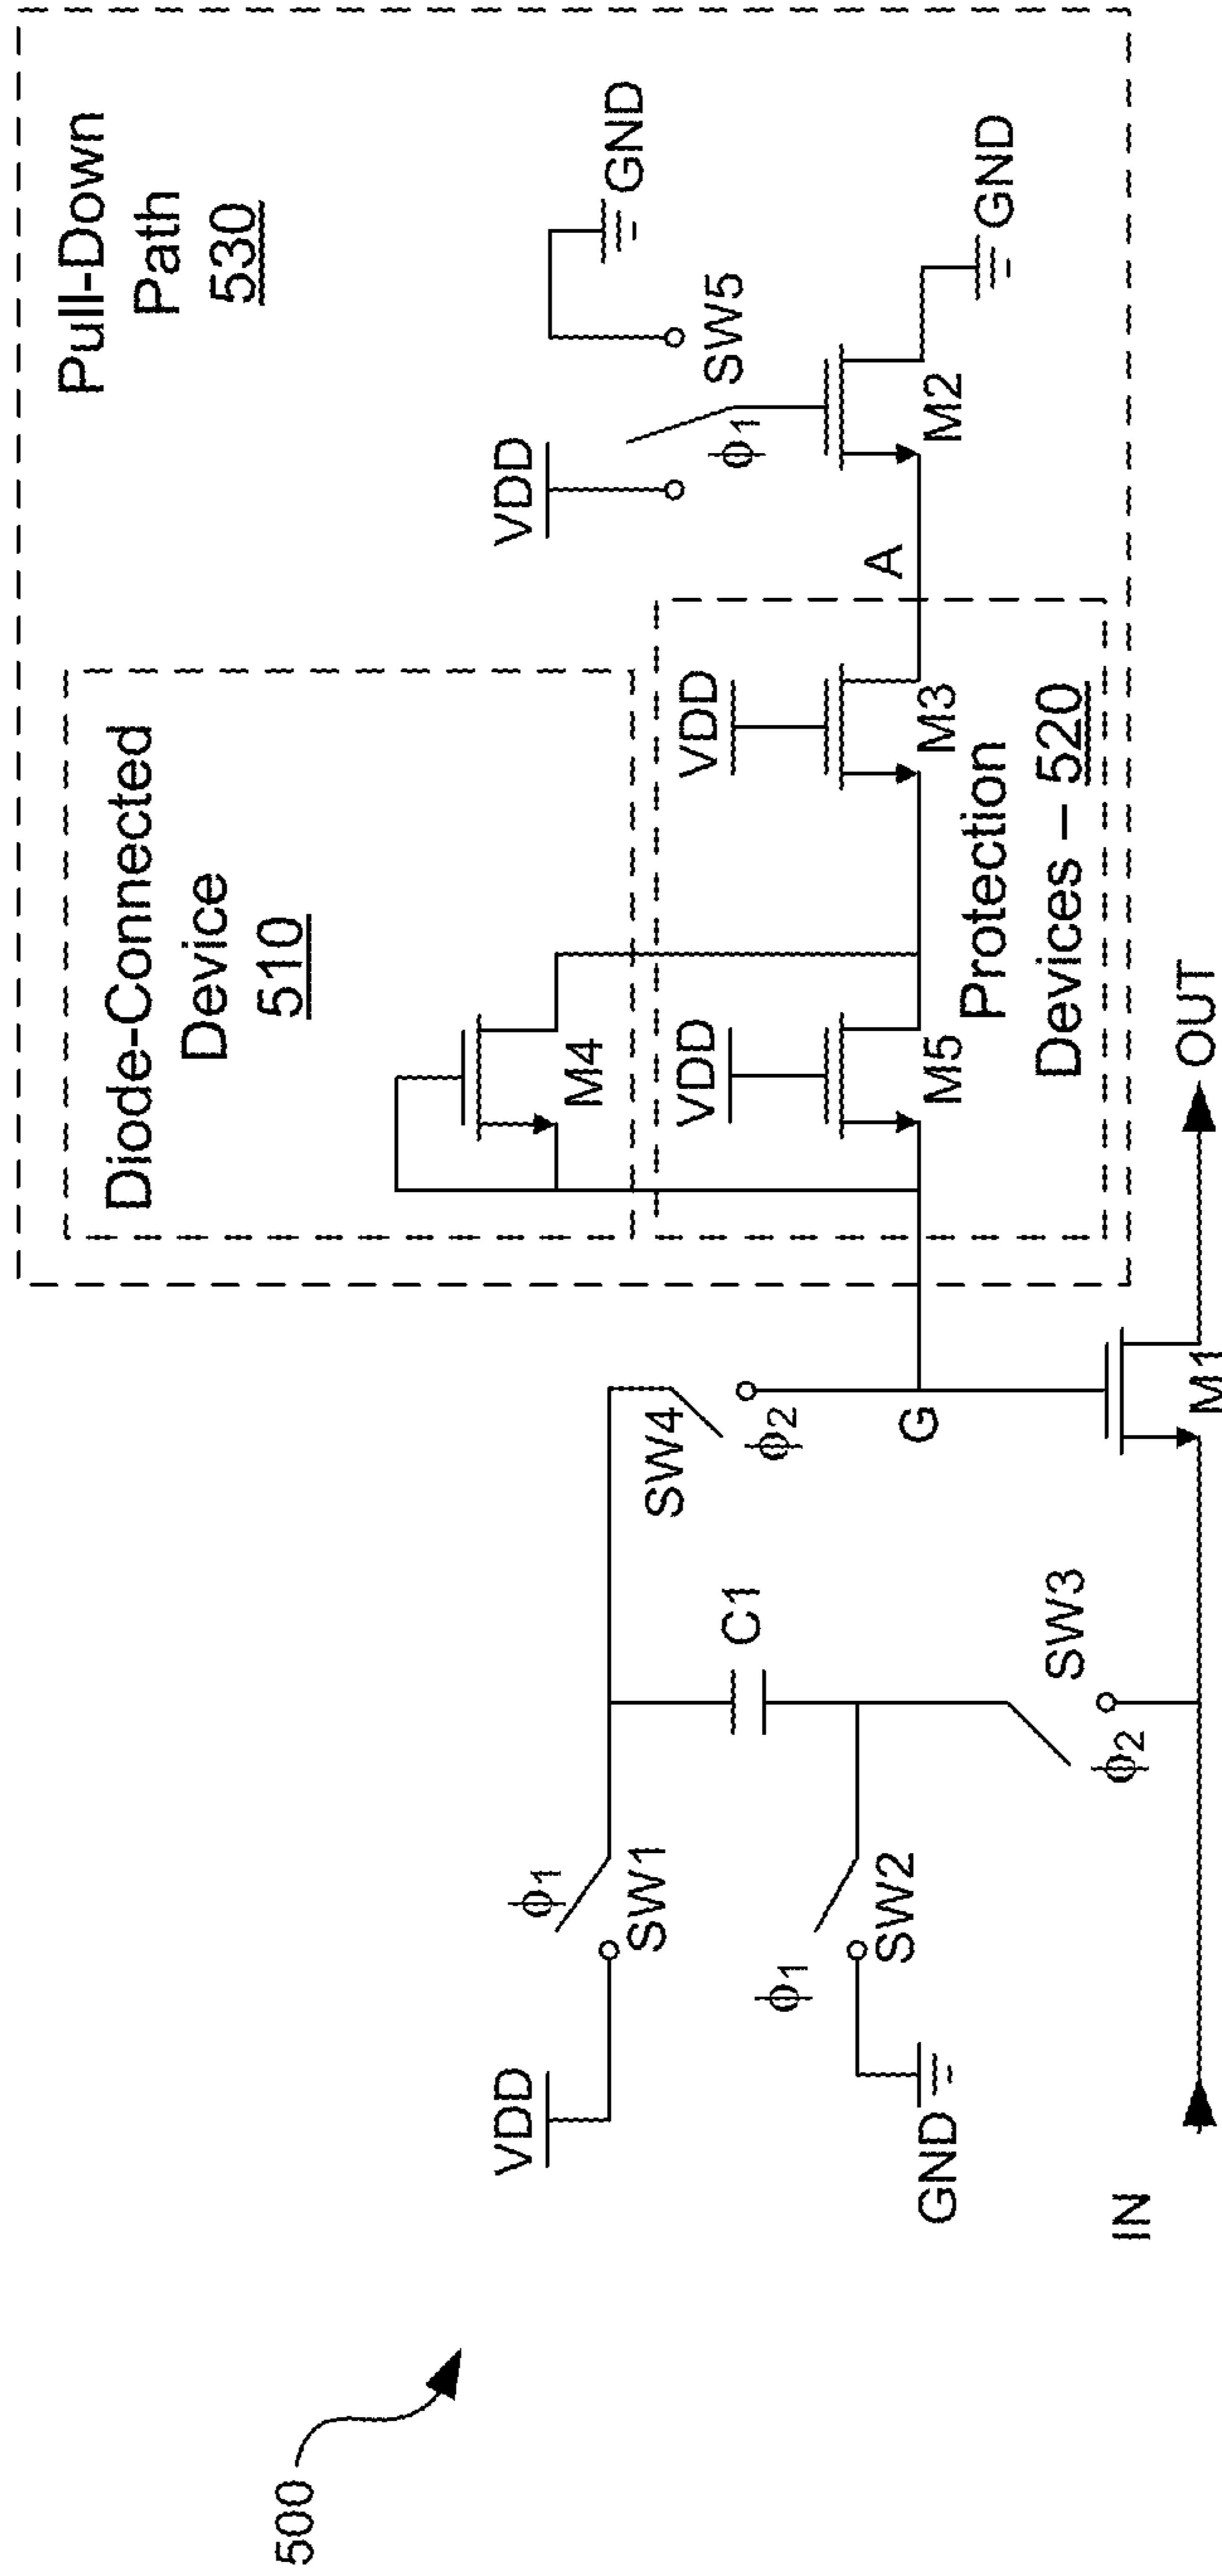 500
Pull-Down
Path
530
Diode-Connected
Device
510
VDD
GND
SW5
ϕ1
M4
VDD
ϕ1
SW1
SW4
ϕ2
VDD
VDD
C1
M5
M3
A
M2
GND
ϕ1
SW2
GND
G
Protection
Devices – 520
SW3
ϕ2
IN
M1
OUT